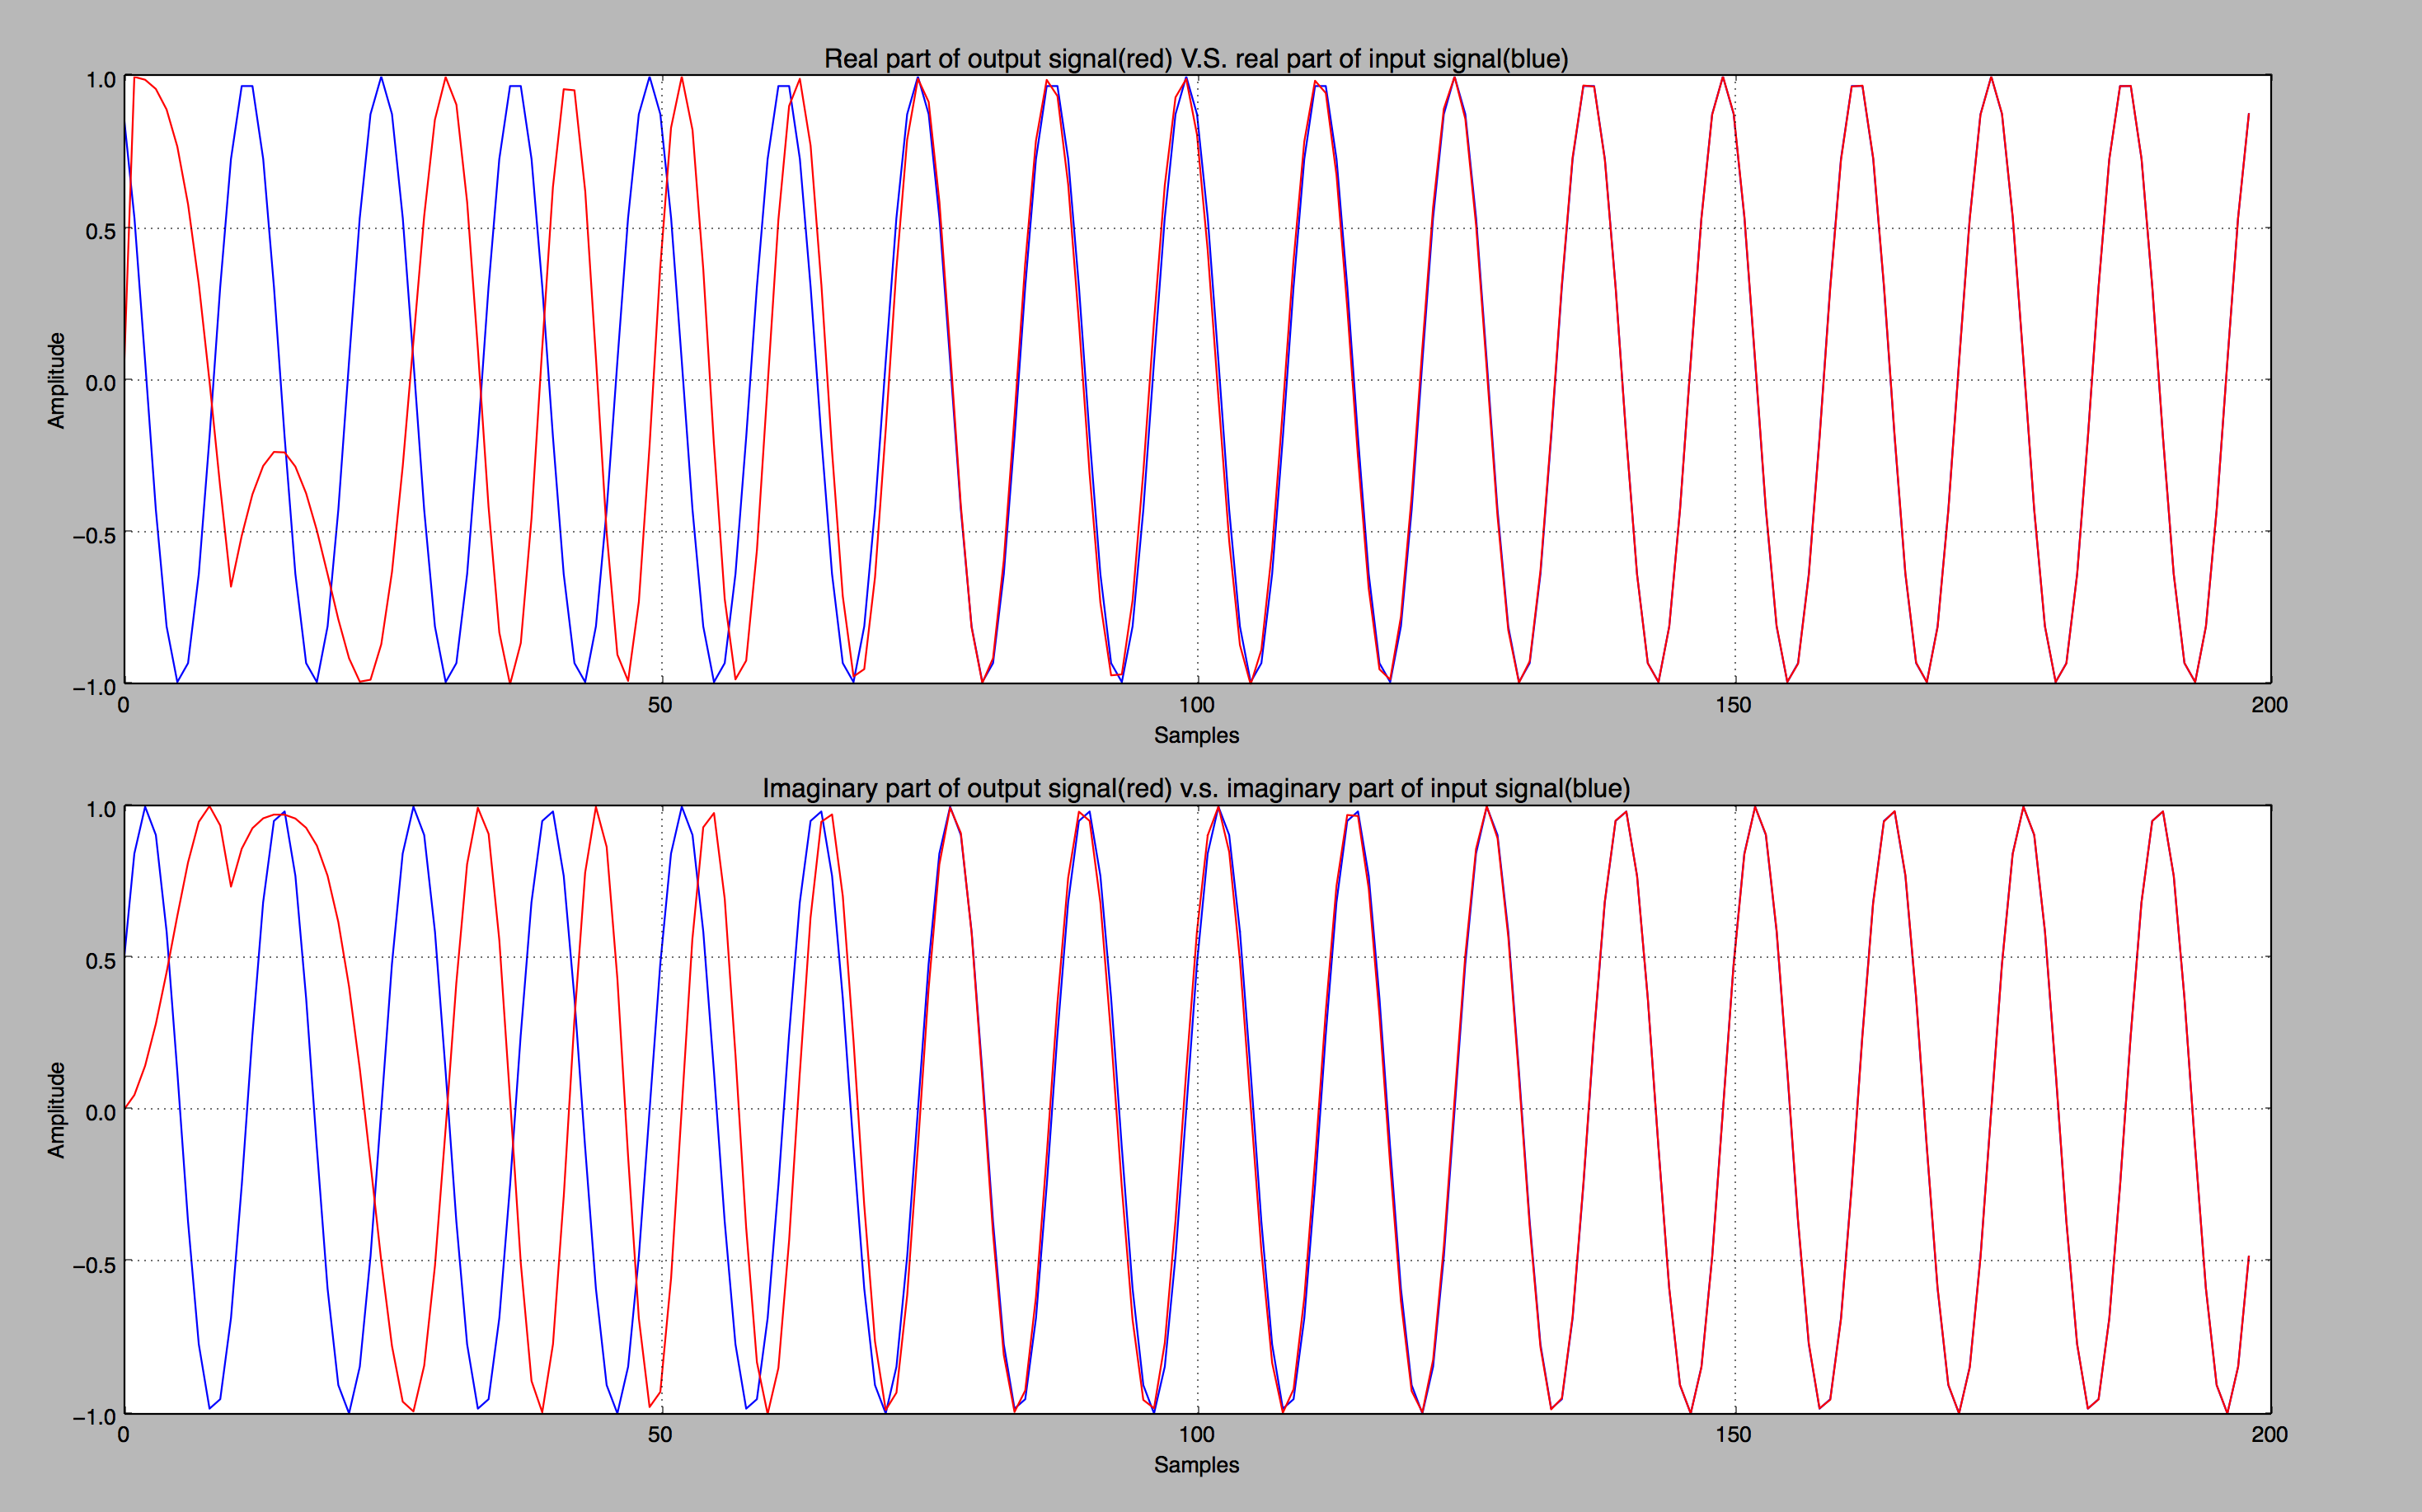 Real part of output signal(red) V.S. real part of input signal(blue)
1.0
0.5
0.0
−0.5
−1.0
Amplitude
0 50 100 150 200
Samples
Imaginary part of output signal(red) v.s. imaginary part of input signal(blue)
1.0
0.5
0.0
−0.5
−1.0
Amplitude
0 50 100 150 200
Samples